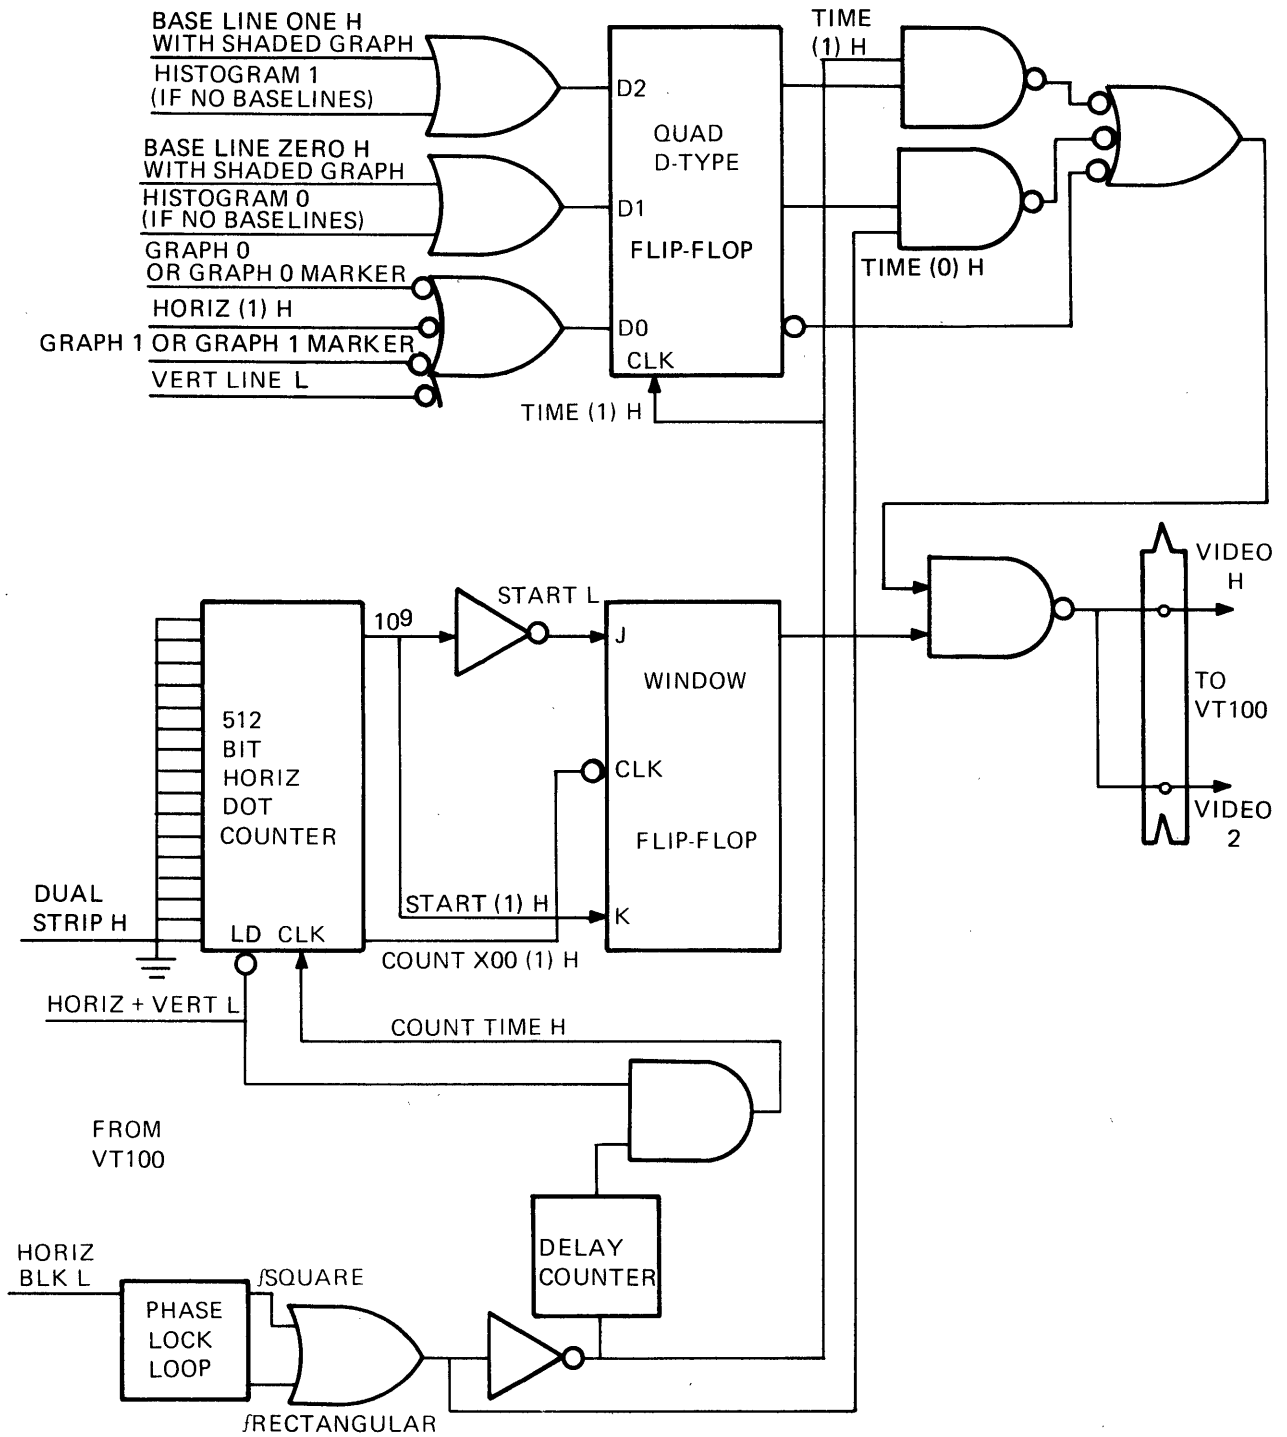 BASE LINE ONE H
WITH SHADED GRAPH
HISTOGRAM 1
(IF NO BASELINES)
BASE LINE ZERO H
WITH SHADED GRAPH
HISTOGRAM 0
(IF NO BASELINES)
GRAPH 0
OR GRAPH 0 MARKER
HORIZ (1) H
GRAPH 1 OR GRAPH 1 MARKER
VERT LINE L
D2
QUAD
D-TYPE
D1
FLIP-FLOP
D0
CLK
TIME (1) H
TIME
(1) H
TIME (0) H
10⁹
START L
J
WINDOW
CLK
FLIP-FLOP
K
512
BIT
HORIZ
DOT
COUNTER
LD CLK
DUAL
STRIP H
START (1) H
COUNT X00 (1) H
HORIZ + VERT L
COUNT TIME H
VIDEO
H
TO
VT100
VIDEO
2
FROM
VT100
DELAY
COUNTER
HORIZ
BLK L
PHASE
LOCK
LOOP
∫SQUARE
∫RECTANGULAR